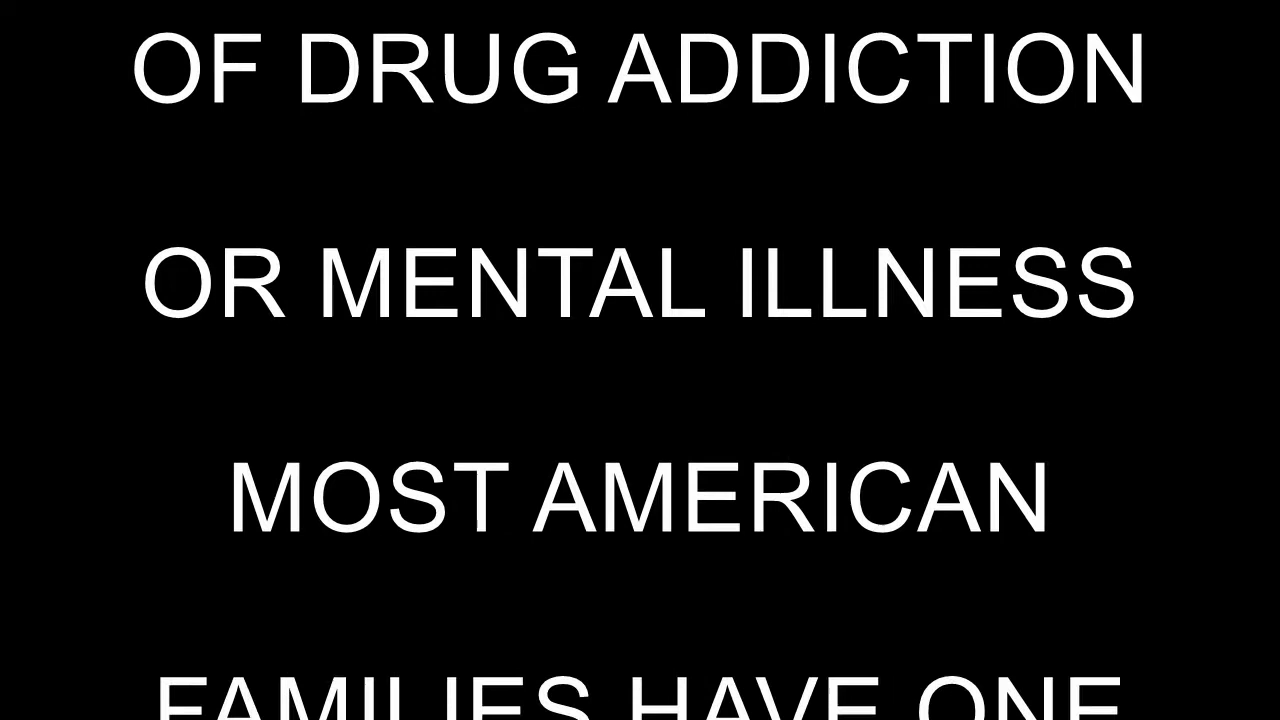 OF DRUG ADDICTION
OR MENTAL ILLNESS
MOST AMERICAN
FAMILIES HAVE ONE